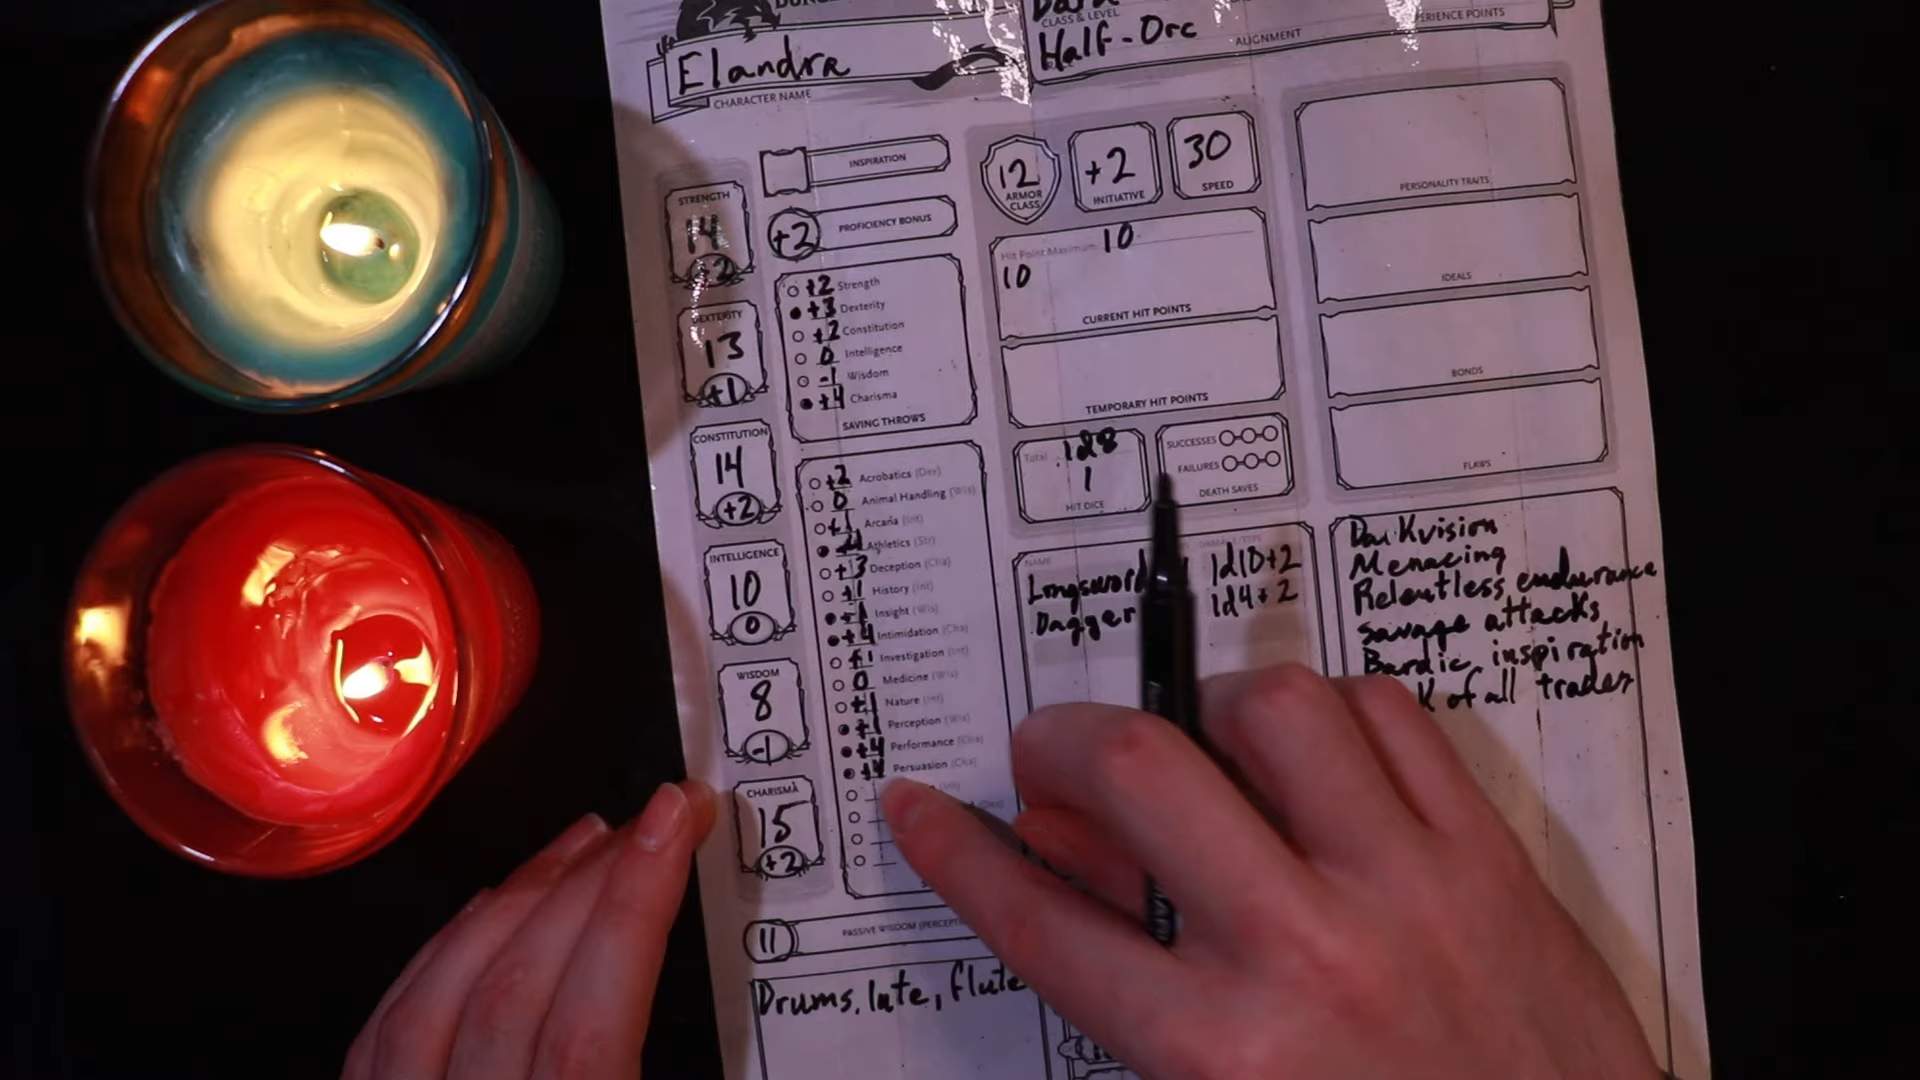 Elandra
CHARACTER NAME
CLASS & LEVEL
Half-Orc
ALIGNMENT
INSPIRATION
+2 PROFICIENCY BONUS
STRENGTH
14
+2
DEXTERITY
13
+1
CONSTITUTION
14
+2
INTELLIGENCE
10
0
WISDOM
8
-1
CHARISMA
15
+2
+2 Strength
+3 Dexterity
+2 Constitution
0 Intelligence
-1 Wisdom
+4 Charisma
SAVING THROWS
+2 Acrobatics (Dex)
0 Animal Handling (Wis)
+1 Arcana (Int)
Athletics (Str)
+3 Deception (Cha)
+1 History (Int)
+1 Insight (Wis)
+4 Intimidation (Cha)
+1 Investigation (Int)
0 Medicine (Wis)
+1 Nature (Int)
+1 Perception (Wis)
+4 Performance (Cha)
+4 Persuasion (Cha)
11 PASSIVE WISDOM
Drums, lute, flute
12
ARMOR
CLASS
+2
INITIATIVE
30
SPEED
Hit Point Maximum 10
10
CURRENT HIT POINTS
TEMPORARY HIT POINTS
Total 1d8
1
HIT DICE
SUCCESSES
FAILURES
DEATH SAVES
NAME
Longsword 1d10+2
Dagger 1d4+2
PERSONALITY TRAITS
IDEALS
BONDS
FLAWS
Darkvision
Menacing
Relentless endurance
savage attacks
Bardic inspiration
of all trades